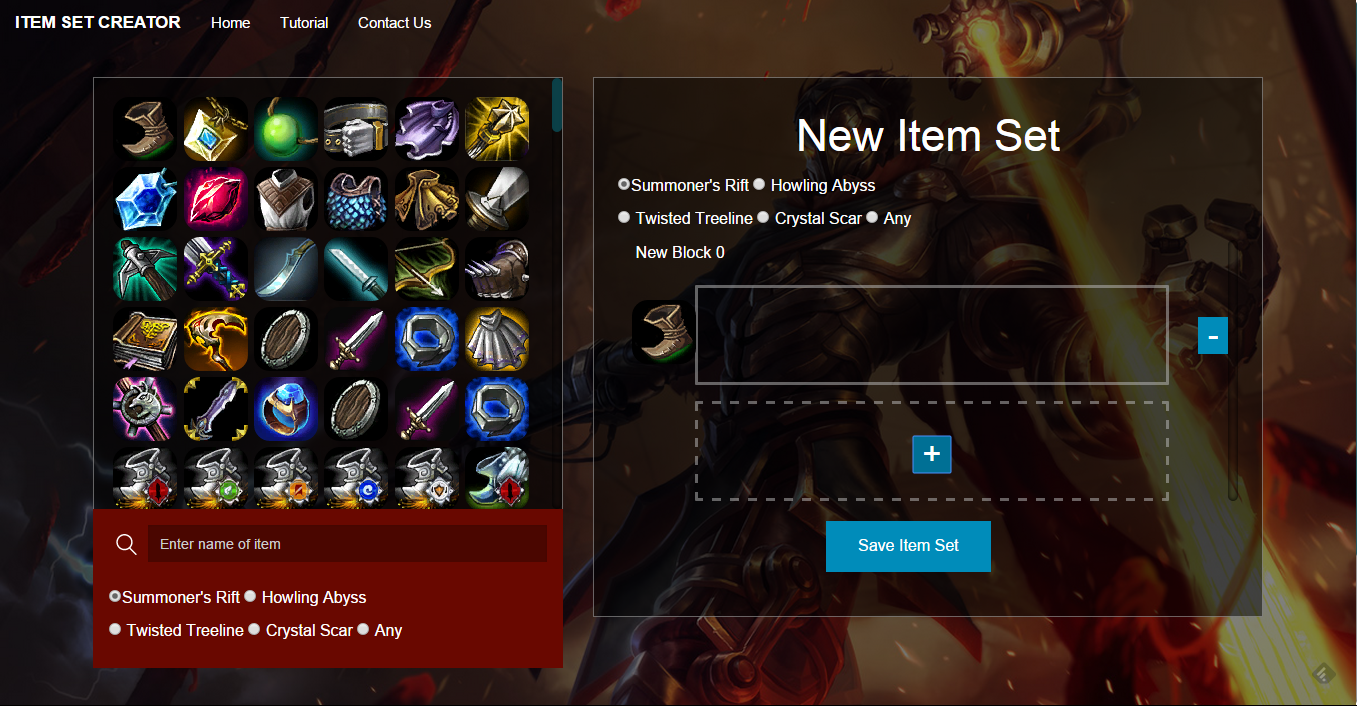 ITEM SET CREATOR Home Tutorial Contact Us
New Item Set
Summoner's Rift Howling Abyss
Twisted Treeline Crystal Scar Any
New Block 0
-
+
Save Item Set
Enter name of item
Summoner's Rift Howling Abyss
Twisted Treeline Crystal Scar Any